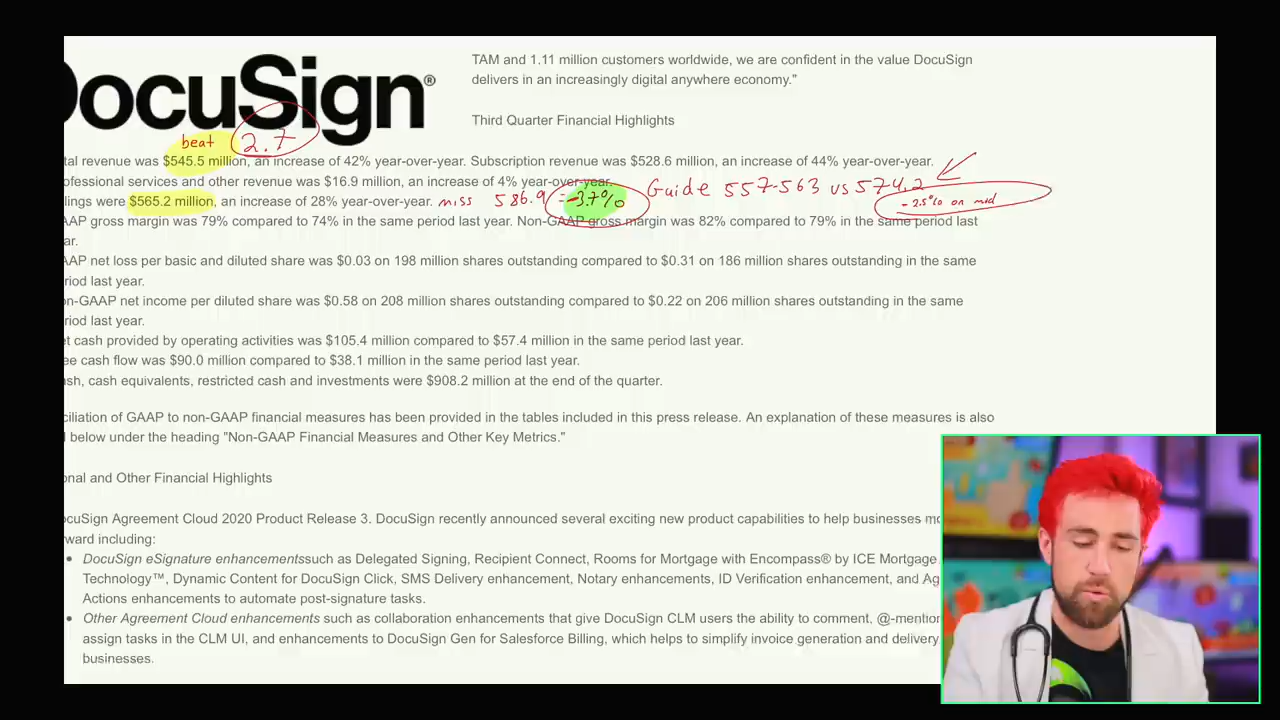 ocuSign®
TAM and 1.11 million customers worldwide, we are confident in the value DocuSign
delivers in an increasingly digital anywhere economy."
Third Quarter Financial Highlights
beat 2.7
tal revenue was $545.5 million, an increase of 42% year-over-year. Subscription revenue was $528.6 million, an increase of 44% year-over-year.
ofessional services and other revenue was $16.9 million, an increase of 4% year-over-year.
Guide 557-563 vs 574.2
lings were $565.2 million, an increase of 28% year-over-year. miss 586.9 = -3.7%
-2.5% on mid
AAP gross margin was 79% compared to 74% in the same period last year. Non-GAAP gross margin was 82% compared to 79% in the same period last
ar.
AAP net loss per basic and diluted share was $0.03 on 198 million shares outstanding compared to $0.31 on 186 million shares outstanding in the same
riod last year.
on-GAAP net income per diluted share was $0.58 on 208 million shares outstanding compared to $0.22 on 206 million shares outstanding in the same
riod last year.
et cash provided by operating activities was $105.4 million compared to $57.4 million in the same period last year.
ee cash flow was $90.0 million compared to $38.1 million in the same period last year.
ash, cash equivalents, restricted cash and investments were $908.2 million at the end of the quarter.
ciliation of GAAP to non-GAAP financial measures has been provided in the tables included in this press release. An explanation of these measures is also
d below under the heading "Non-GAAP Financial Measures and Other Key Metrics."
onal and Other Financial Highlights
ocuSign Agreement Cloud 2020 Product Release 3. DocuSign recently announced several exciting new product capabilities to help businesses mo
ward including:
• DocuSign eSignature enhancementssuch as Delegated Signing, Recipient Connect, Rooms for Mortgage with Encompass® by ICE Mortgage
Technology™, Dynamic Content for DocuSign Click, SMS Delivery enhancement, Notary enhancements, ID Verification enhancement, and Ag
Actions enhancements to automate post-signature tasks.
• Other Agreement Cloud enhancements such as collaboration enhancements that give DocuSign CLM users the ability to comment, @-mention
assign tasks in the CLM UI, and enhancements to DocuSign Gen for Salesforce Billing, which helps to simplify invoice generation and delivery
businesses.